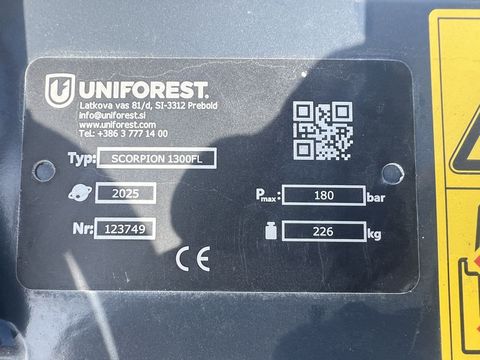 UNIFOREST.
Latkova vas 81/d, SI-3312 Prebold
info@uniforest.si
www.uniforest.com
Tel.: +386 3 777 14 00
Typ: SCORPION 1300FL
2025 Pmax: 180 bar
Nr: 123749 226 kg
CE